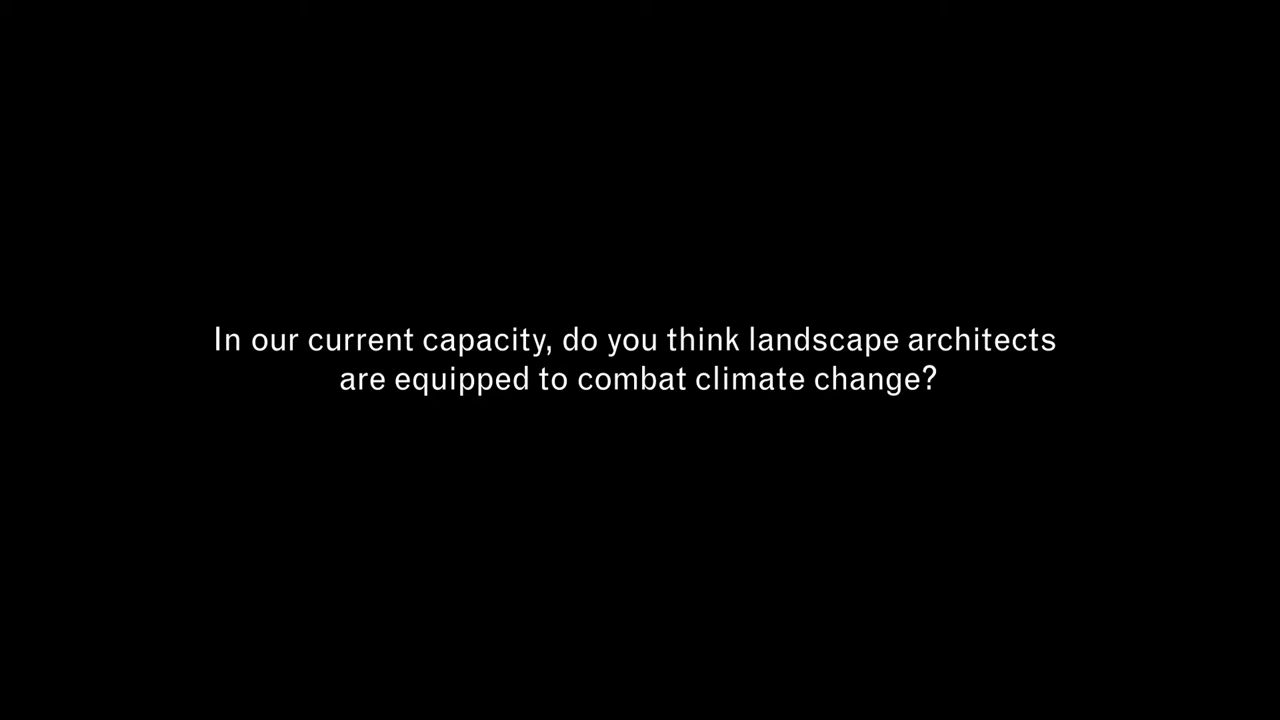 In our current capacity, do you think landscape architects
are equipped to combat climate change?